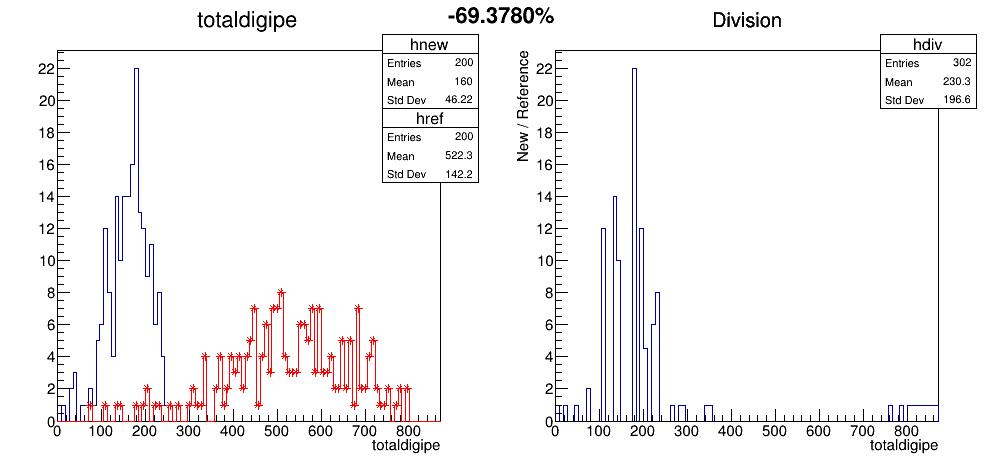 totaldigipe
-69.3780%
Division
hnew
Entries 200
Mean 160
Std Dev 46.22
href
Entries 200
Mean 522.3
Std Dev 142.2
22
20
18
16
14
12
10
8
6
4
2
0
0 100 200 300 400 500 600 700 800
totaldigipe
hdiv
Entries 302
Mean 230.3
Std Dev 196.6
New / Reference
22
20
18
16
14
12
10
8
6
4
2
0
0 100 200 300 400 500 600 700 800
totaldigipe